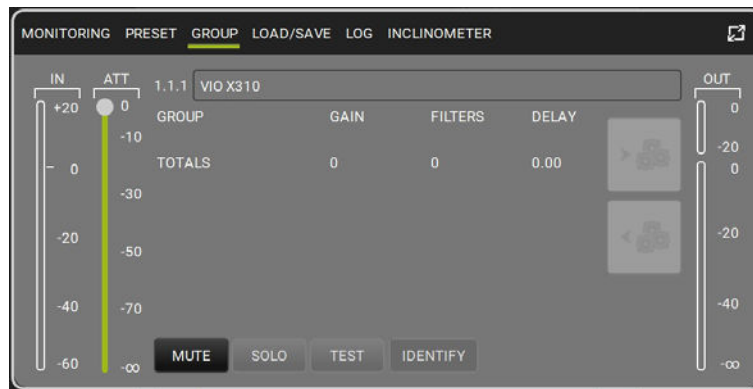 MONITORING PRESET GROUP LOAD/SAVE LOG INCLINOMETER
IN ATT OUT
1.1.1 VIO X310
+20 0 0
GROUP GAIN FILTERS DELAY
-10
-20
TOTALS 0 0 0.00
0 0
-30
-20 -20
-50
-40 -70 -40
MUTE SOLO TEST IDENTIFY
-60 -∞ -∞